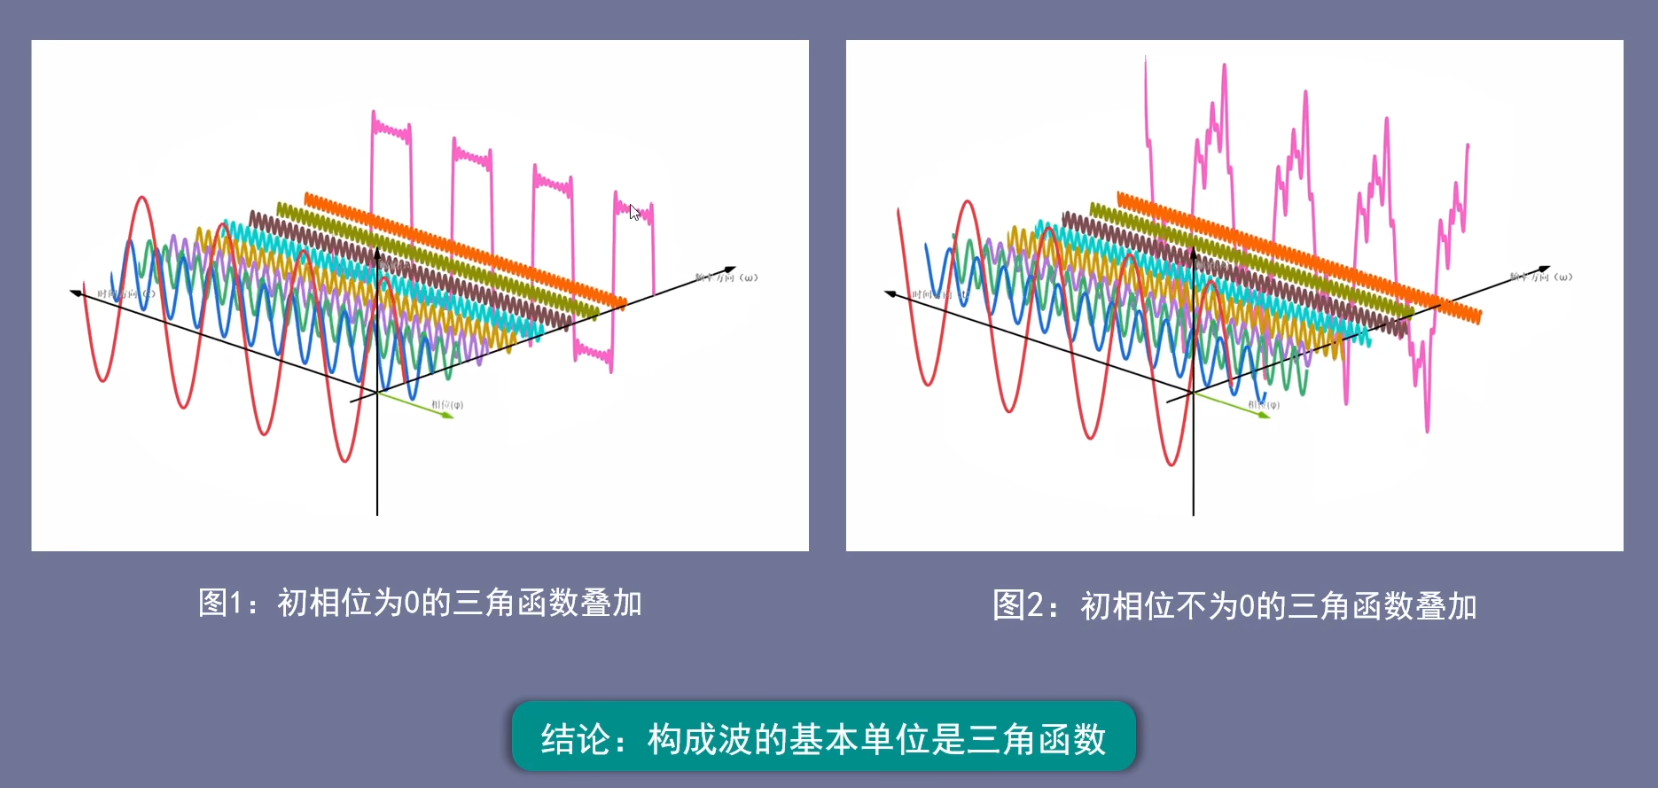 时间方向（t）
频率方向（ω）
相位(φ)
时间方向（t）
频率方向（ω）
相位(φ)
图1：初相位为0的三角函数叠加
图2：初相位不为0的三角函数叠加
结论：构成波的基本单位是三角函数